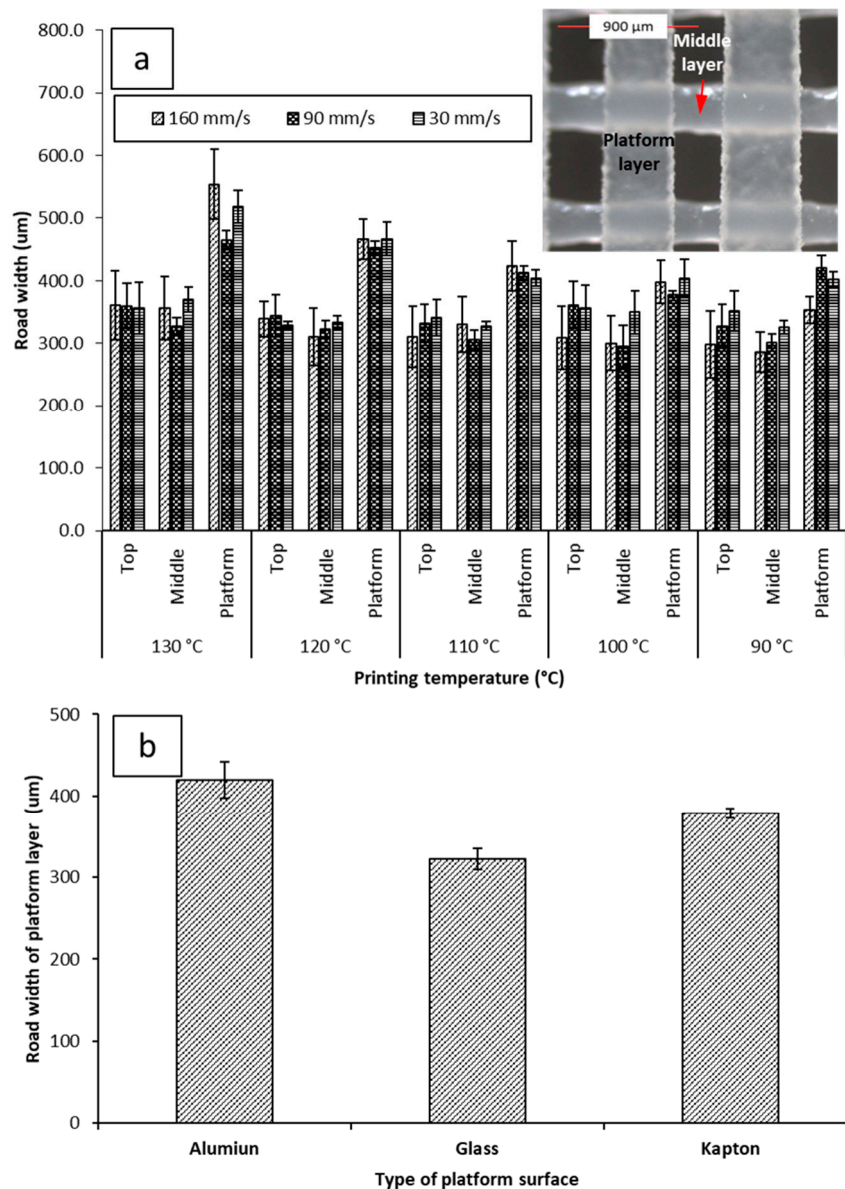 a
800.0
700.0
600.0
500.0
400.0
300.0
200.0
100.0
0.0
Road width (um)
160 mm/s 90 mm/s 30 mm/s
900 µm
Middle
layer
Platform
layer
Top Middle Platform Top Middle Platform Top Middle Platform Top Middle Platform Top Middle Platform
130 °C 120 °C 110 °C 100 °C 90 °C
Printing temperature (°C)
b
500
400
300
200
100
0
Road width of platform layer (um)
Alumiun Glass Kapton
Type of platform surface